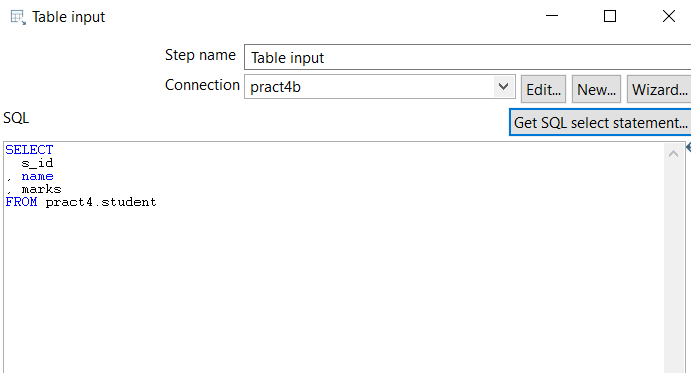 Table input
Step name Table input
Connection pract4b Edit... New... Wizard...
SQL Get SQL select statement...
SELECT
s_id
, name
, marks
FROM pract4.student